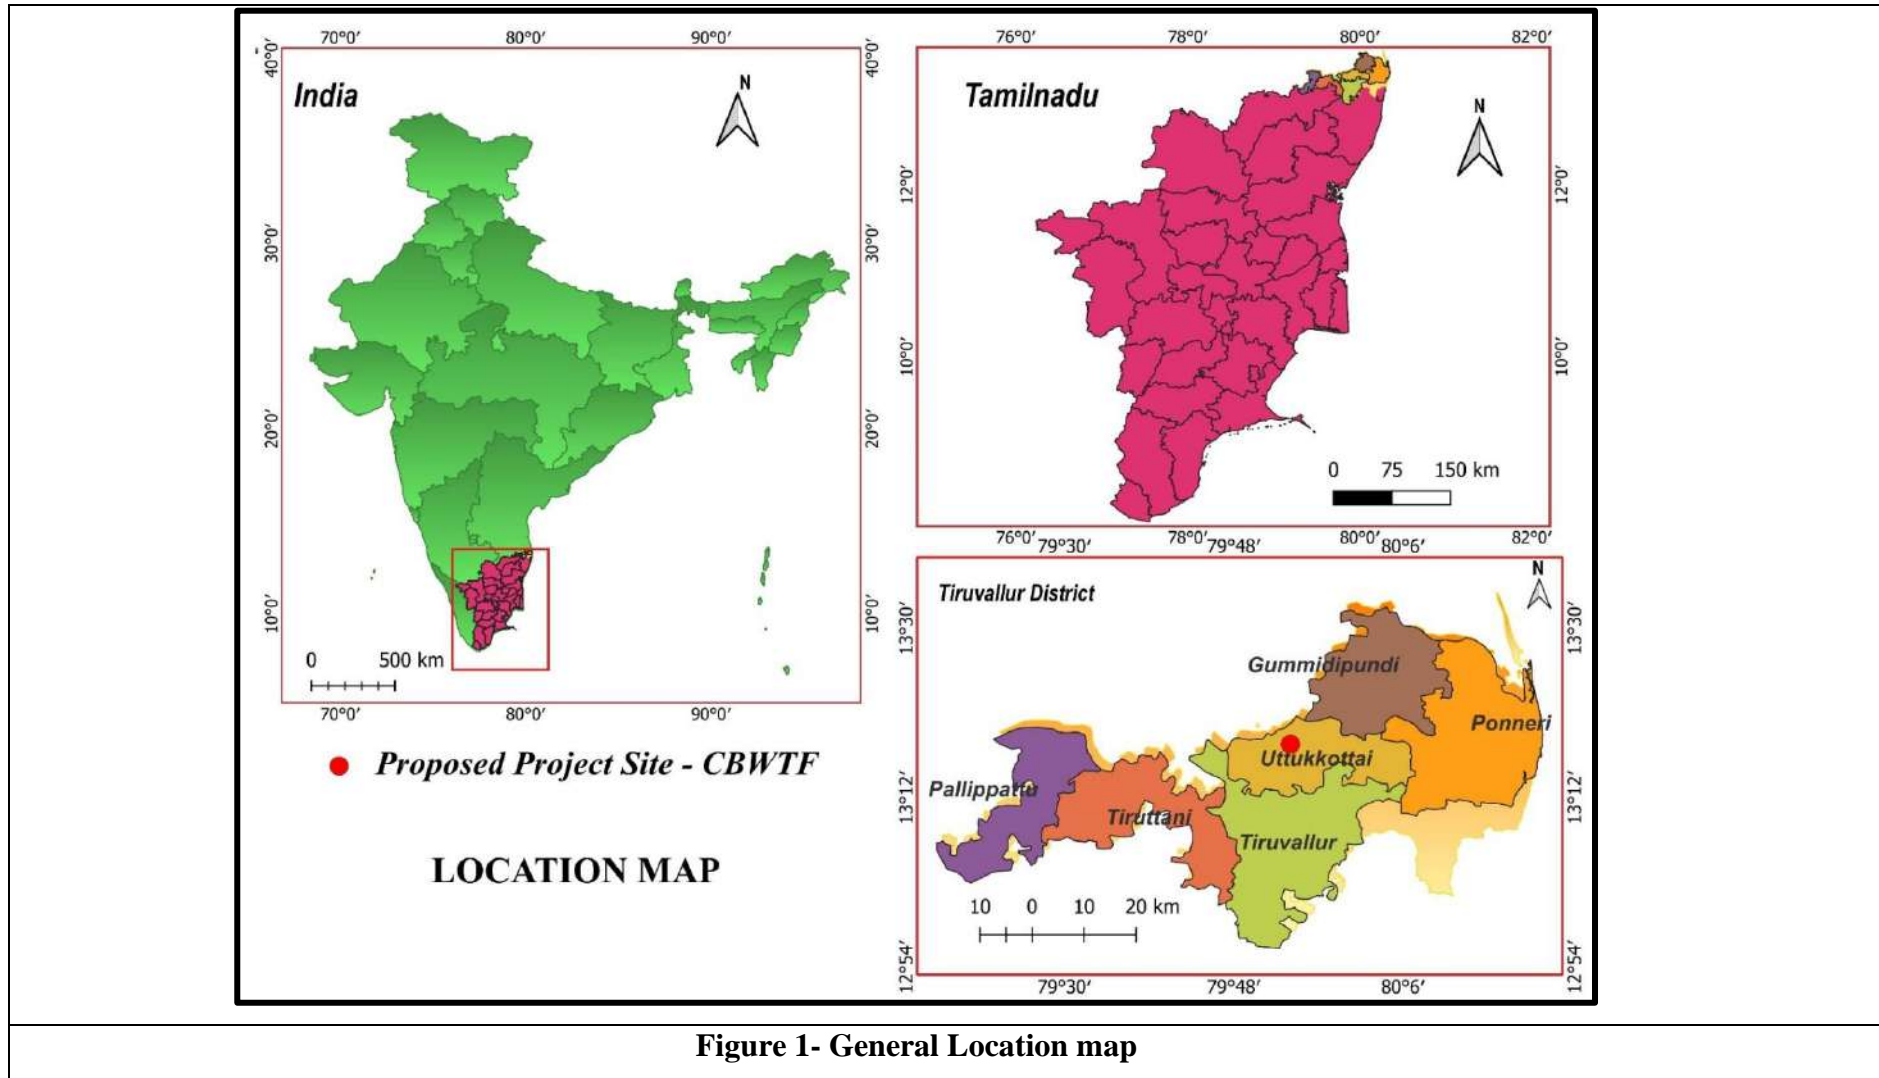 70°0' 80°0' 90°0'
40°0' 40°0'
India
N
30°0' 30°0'
20°0' 20°0'
10°0' 10°0'
0 500 km
70°0' 80°0' 90°0'
Proposed Project Site - CBWTF
LOCATION MAP
76°0' 78°0' 80°0' 82°0'
Tamilnadu
N
12°0' 12°0'
10°0' 10°0'
0 75 150 km
76°0' 78°0' 80°0' 82°0'
79°30' 79°48' 80°6'
Tiruvallur District
N
13°30' 13°30'
Gummidipundi
Ponneri
Uttukkottai
Pallippattu
13°12' 13°12'
Tiruttani
Tiruvallur
10 0 10 20 km
12°54' 12°54'
79°30' 79°48' 80°6'
Figure 1- General Location map